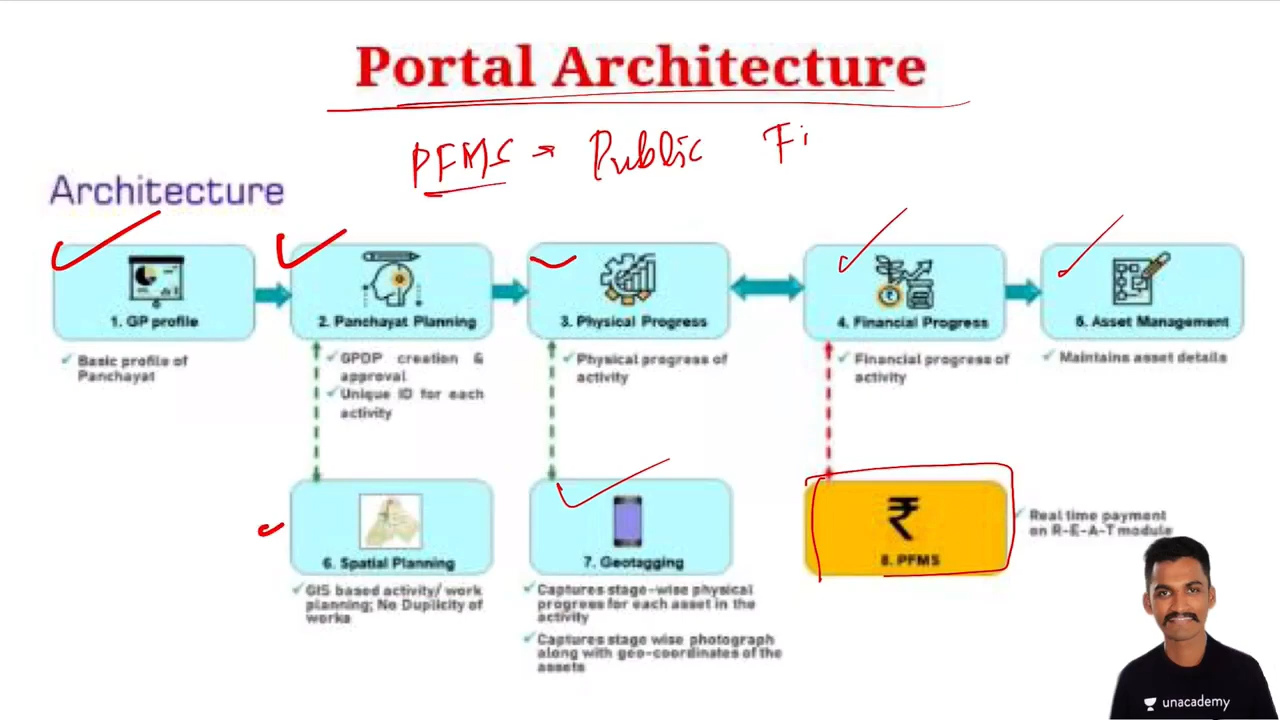 Portal Architecture
PFMS → Public Fi
Architecture
1. GP profile
2. Panchayat Planning
3. Physical Progress
4. Financial Progress
5. Asset Management
Basic profile of
Panchayat
GPDP creation &
approval
Unique ID for each
activity
Physical progress of
activity
Financial progress of
activity
Maintains asset details
6. Spatial Planning
7. Geotagging
8. PFMS
Real time payment
on R-E-A-T module
GIS based activity/ work
planning; No Duplicity of
works
Captures stage-wise physical
progress for each asset in the
activity
Captures stage wise photograph
along with geo-coordinates of the
assets
unacademy